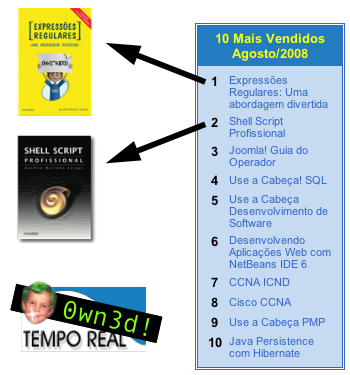 [EXPRESSÕES
REGULARES]
UMA ABORDAGEM DIVERTIDA
SHELL SCRIPT
PROFISSIONAL
Aurélio Marinho Jargas
0wn3d!
TEMPO REAL
10 Mais Vendidos
Agosto/2008
1 Expressões
Regulares: Uma
abordagem divertida
2 Shell Script
Profissional
3 Joomla! Guia do
Operador
4 Use a Cabeça! SQL
5 Use a Cabeça
Desenvolvimento de
Software
6 Desenvolvendo
Aplicações Web com
NetBeans IDE 6
7 CCNA ICND
8 Cisco CCNA
9 Use a Cabeça PMP
10 Java Persistence
com Hibernate